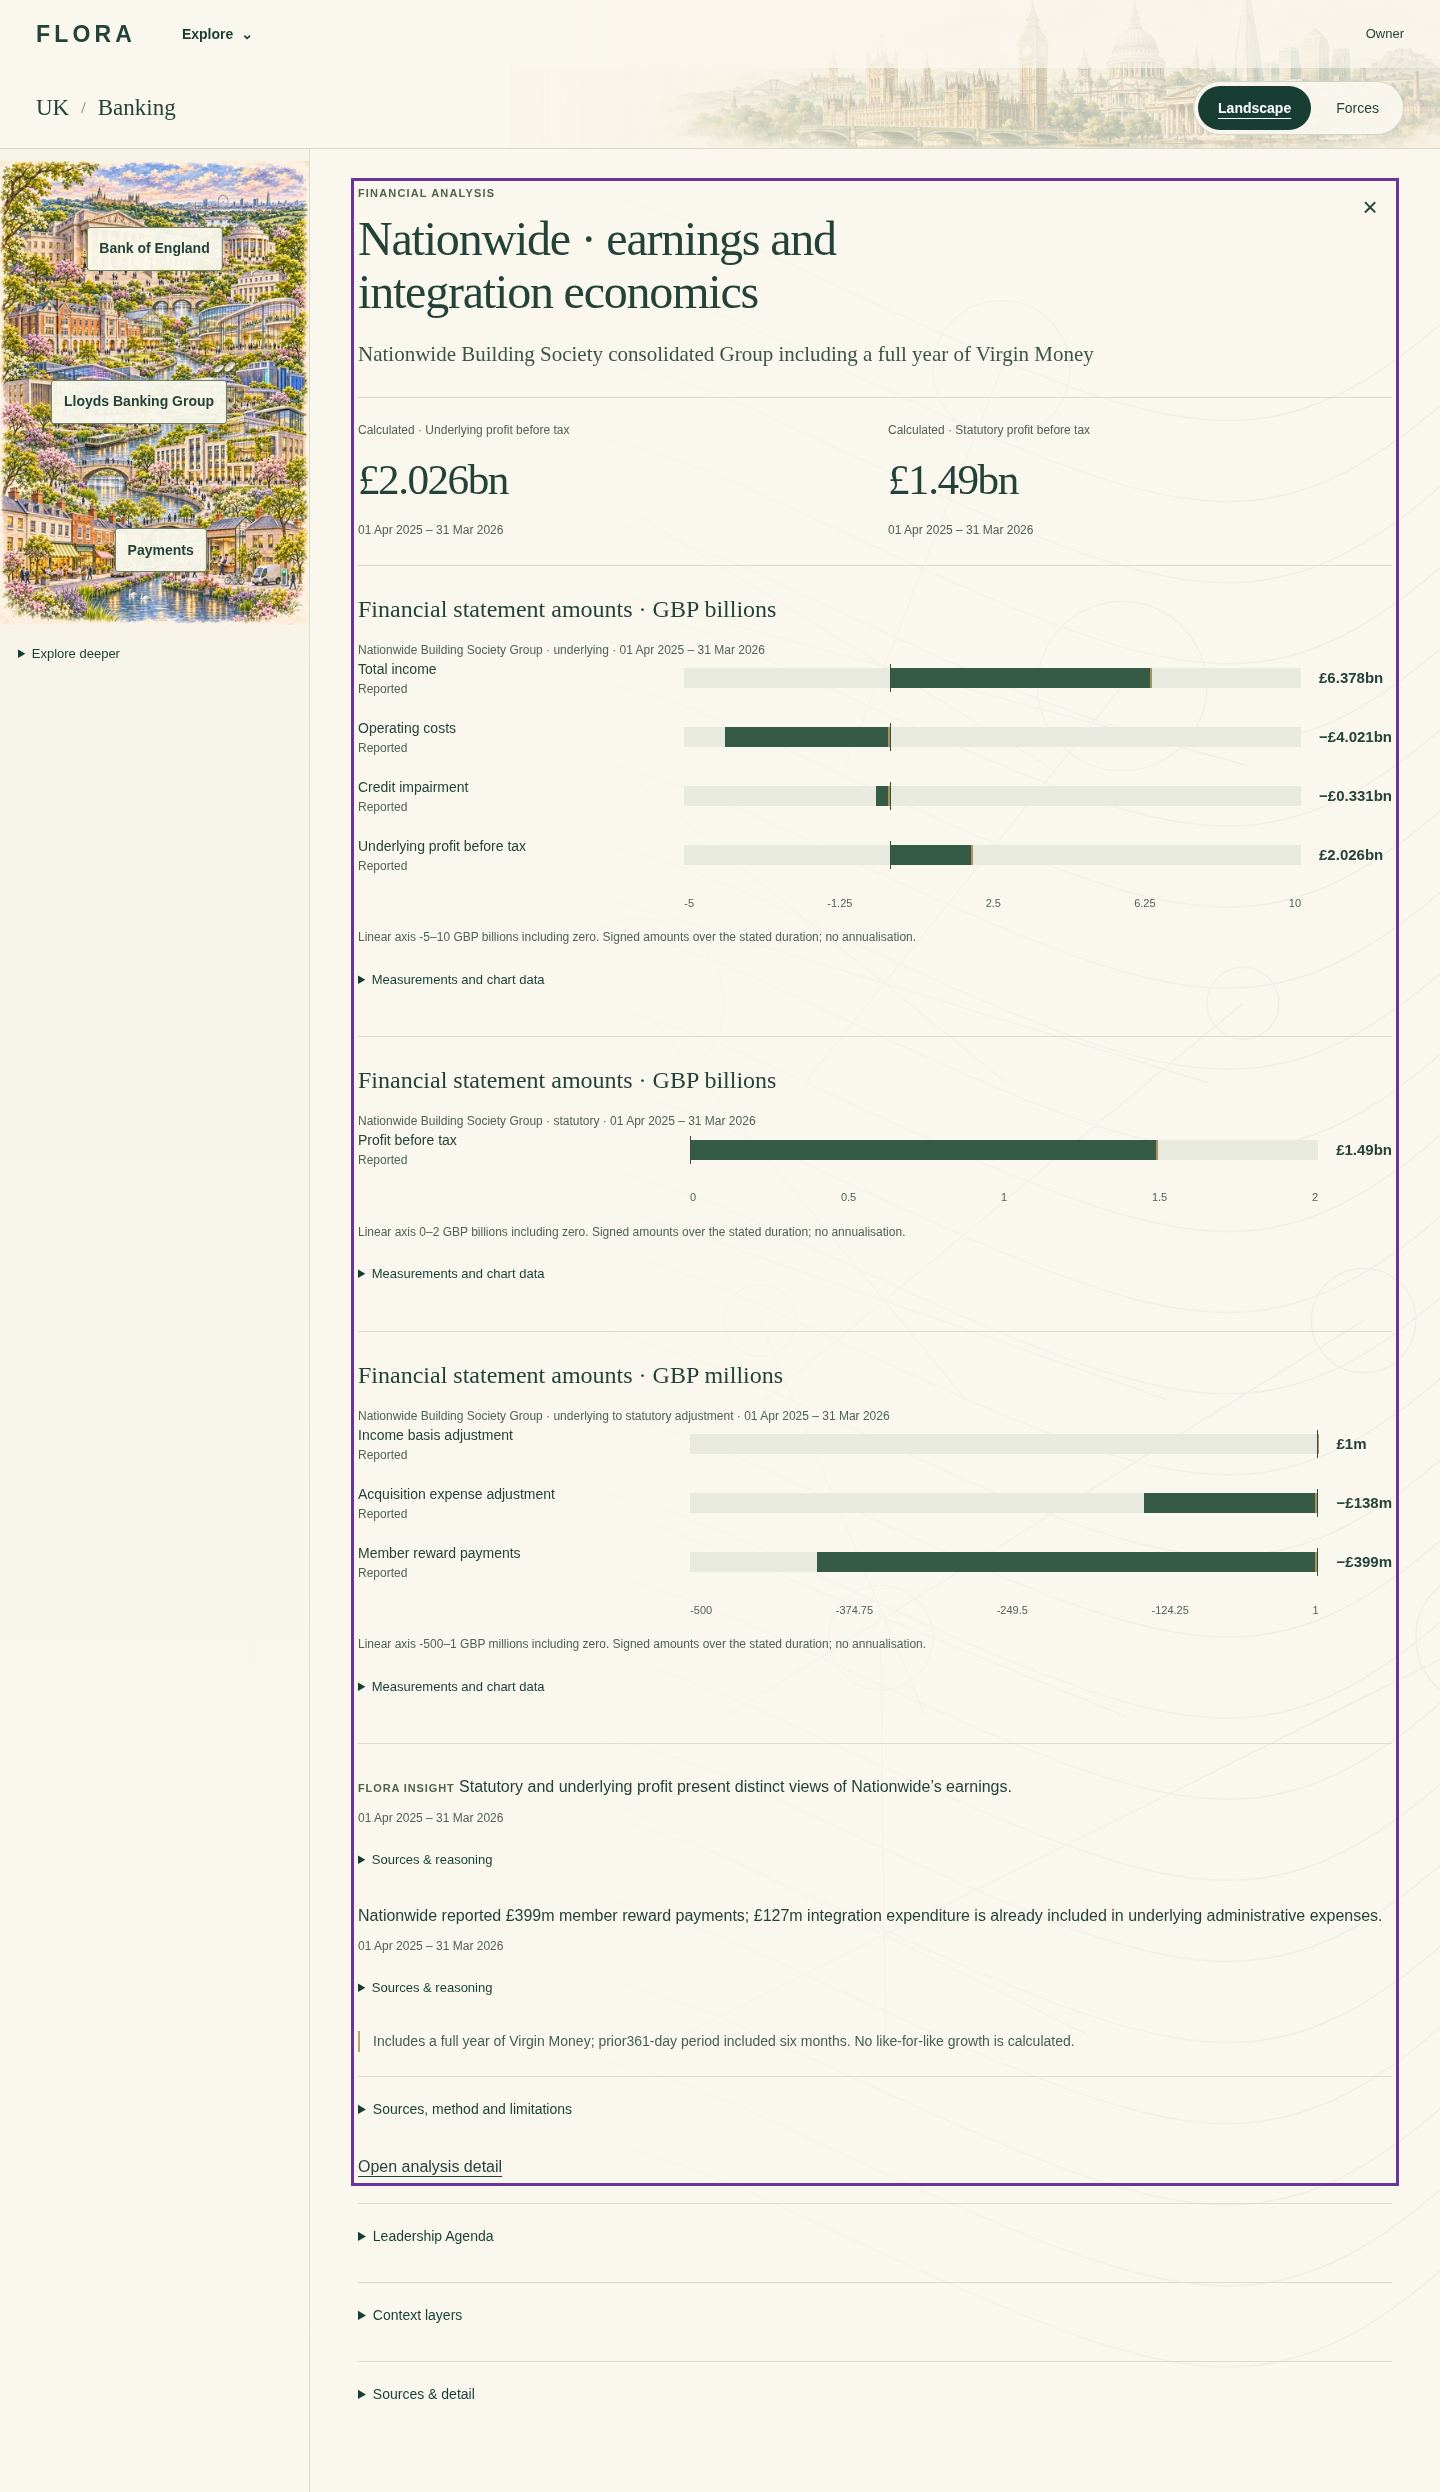 FLORA
Explore
Owner
UK / Banking
Landscape
Forces
Bank of England
Lloyds Banking Group
Payments
Explore deeper
FINANCIAL ANALYSIS
Nationwide · earnings and
integration economics
Nationwide Building Society consolidated Group including a full year of Virgin Money
Calculated · Underlying profit before tax
£2.026bn
01 Apr 2025 – 31 Mar 2026
Calculated · Statutory profit before tax
£1.49bn
01 Apr 2025 – 31 Mar 2026
Financial statement amounts · GBP billions
Nationwide Building Society Group · underlying · 01 Apr 2025 – 31 Mar 2026
Total income
Reported
£6.378bn
Operating costs
Reported
−£4.021bn
Credit impairment
Reported
−£0.331bn
Underlying profit before tax
Reported
£2.026bn
-5 -1.25 2.5 6.25 10
Linear axis -5–10 GBP billions including zero. Signed amounts over the stated duration; no annualisation.
Measurements and chart data
Financial statement amounts · GBP billions
Nationwide Building Society Group · statutory · 01 Apr 2025 – 31 Mar 2026
Profit before tax
Reported
£1.49bn
0 0.5 1 1.5 2
Linear axis 0–2 GBP billions including zero. Signed amounts over the stated duration; no annualisation.
Measurements and chart data
Financial statement amounts · GBP millions
Nationwide Building Society Group · underlying to statutory adjustment · 01 Apr 2025 – 31 Mar 2026
Income basis adjustment
Reported
£1m
Acquisition expense adjustment
Reported
−£138m
Member reward payments
Reported
−£399m
-500 -374.75 -249.5 -124.25 1
Linear axis -500–1 GBP millions including zero. Signed amounts over the stated duration; no annualisation.
Measurements and chart data
FLORA INSIGHT Statutory and underlying profit present distinct views of Nationwide’s earnings.
01 Apr 2025 – 31 Mar 2026
Sources & reasoning
Nationwide reported £399m member reward payments; £127m integration expenditure is already included in underlying administrative expenses.
01 Apr 2025 – 31 Mar 2026
Sources & reasoning
Includes a full year of Virgin Money; prior361-day period included six months. No like-for-like growth is calculated.
Sources, method and limitations
Open analysis detail
Leadership Agenda
Context layers
Sources & detail